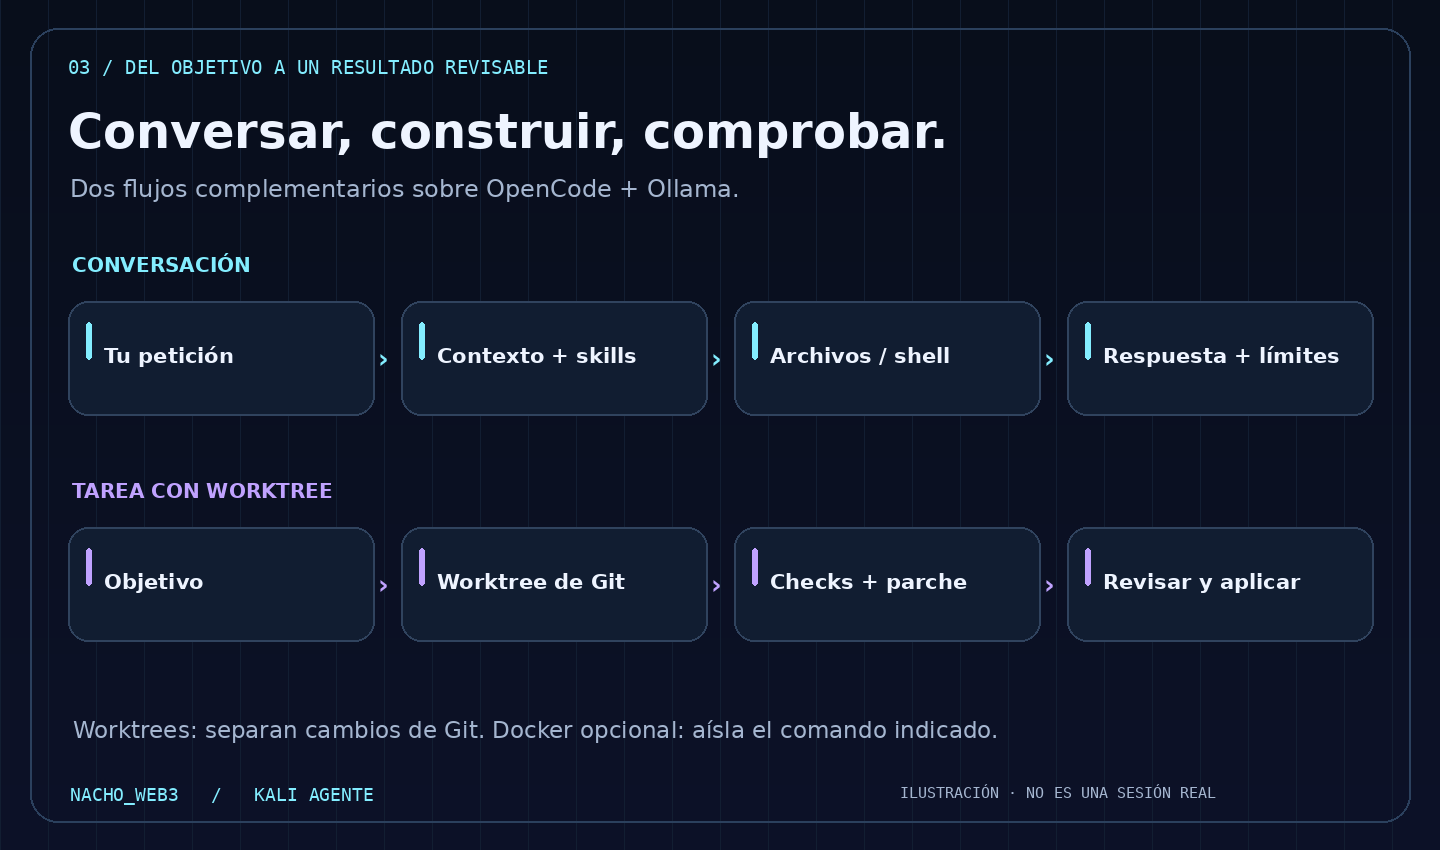 03 / DEL OBJETIVO A UN RESULTADO REVISABLE
Conversar, construir, comprobar.
Dos flujos complementarios sobre OpenCode + Ollama.
CONVERSACIÓN
Tu petición › Contexto + skills › Archivos / shell › Respuesta + límites
TAREA CON WORKTREE
Objetivo › Worktree de Git › Checks + parche › Revisar y aplicar
Worktrees: separan cambios de Git. Docker opcional: aísla el comando indicado.
NACHO_WEB3 / KALI AGENTE
ILUSTRACIÓN · NO ES UNA SESIÓN REAL